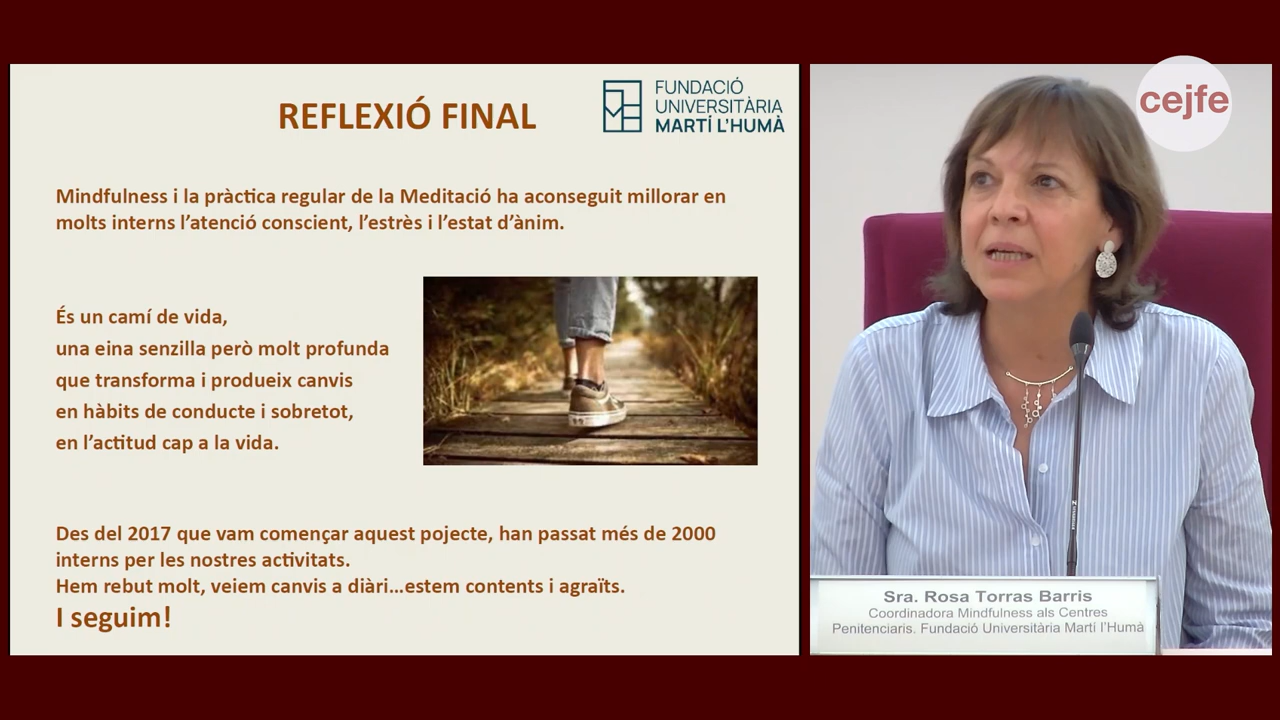 REFLEXIÓ FINAL
FUNDACIÓ
UNIVERSITÀRIA
MARTÍ L'HUMÀ
Mindfulness i la pràctica regular de la Meditació ha aconseguit millorar en
molts interns l'atenció conscient, l'estrès i l'estat d'ànim.
És un camí de vida,
una eina senzilla però molt profunda
que transforma i produeix canvis
en hàbits de conducte i sobretot,
en l'actitud cap a la vida.
Des del 2017 que vam començar aquest pojecte, han passat més de 2000
interns per les nostres activitats.
Hem rebut molt, veiem canvis a diàri...estem contents i agraïts.
I seguim!
cejfe
Sra. Rosa Torras Barris
Coordinadora Mindfulness als Centres
Penitenciaris. Fundació Universitària Martí l'Humà